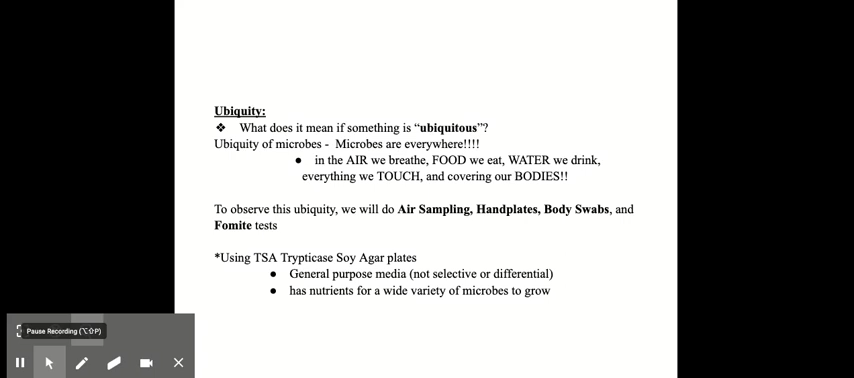 Ubiquity:
❖ What does it mean if something is “ubiquitous”?
Ubiquity of microbes - Microbes are everywhere!!!!
● in the AIR we breathe, FOOD we eat, WATER we drink,
everything we TOUCH, and covering our BODIES!!
To observe this ubiquity, we will do Air Sampling, Handplates, Body Swabs, and
Fomite tests
*Using TSA Trypticase Soy Agar plates
● General purpose media (not selective or differential)
● has nutrients for a wide variety of microbes to grow
Pause Recording (⌥⇧P)